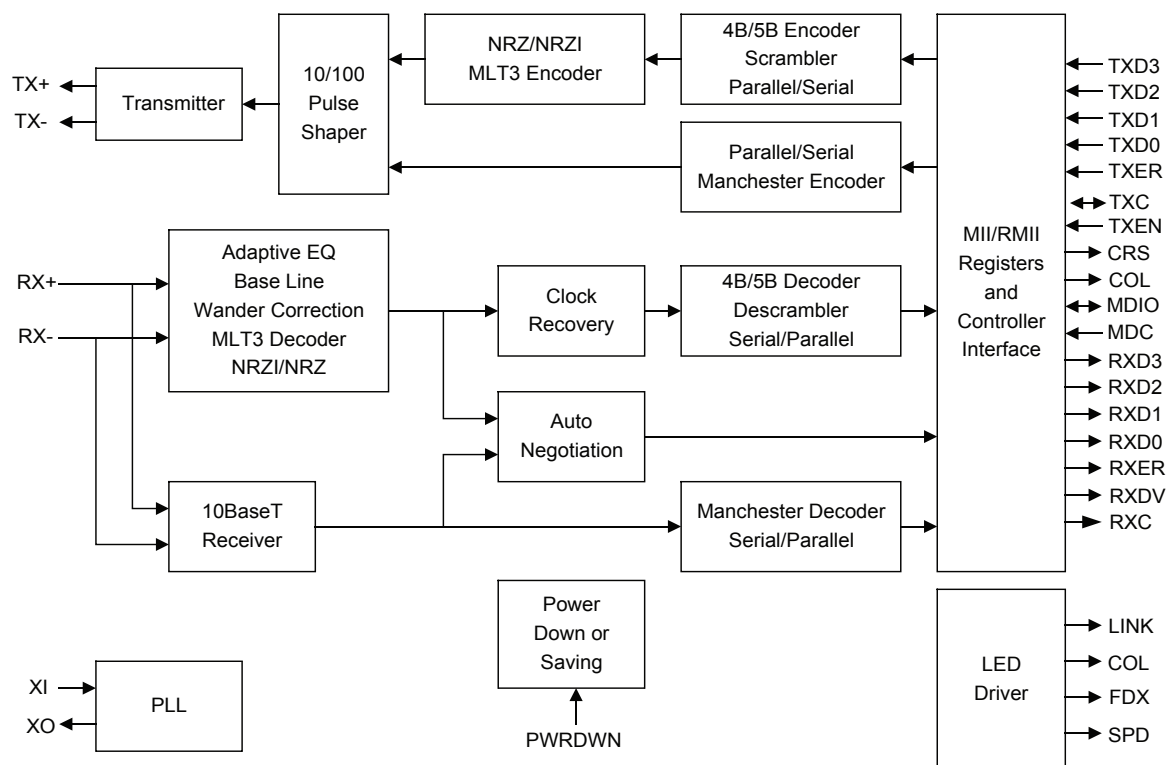 TX+
TX-
Transmitter
10/100
Pulse
Shaper
NRZ/NRZI
MLT3 Encoder
4B/5B Encoder
Scrambler
Parallel/Serial
Parallel/Serial
Manchester Encoder
RX+
RX-
Adaptive EQ
Base Line
Wander Correction
MLT3 Decoder
NRZI/NRZ
Clock
Recovery
4B/5B Decoder
Descrambler
Serial/Parallel
Auto
Negotiation
10BaseT
Receiver
Manchester Decoder
Serial/Parallel
MII/RMII
Registers
and
Controller
Interface
TXD3
TXD2
TXD1
TXD0
TXER
TXC
TXEN
CRS
COL
MDIO
MDC
RXD3
RXD2
RXD1
RXD0
RXER
RXDV
RXC
Power
Down or
Saving
PWRDWN
XI
XO
PLL
LED
Driver
LINK
COL
FDX
SPD